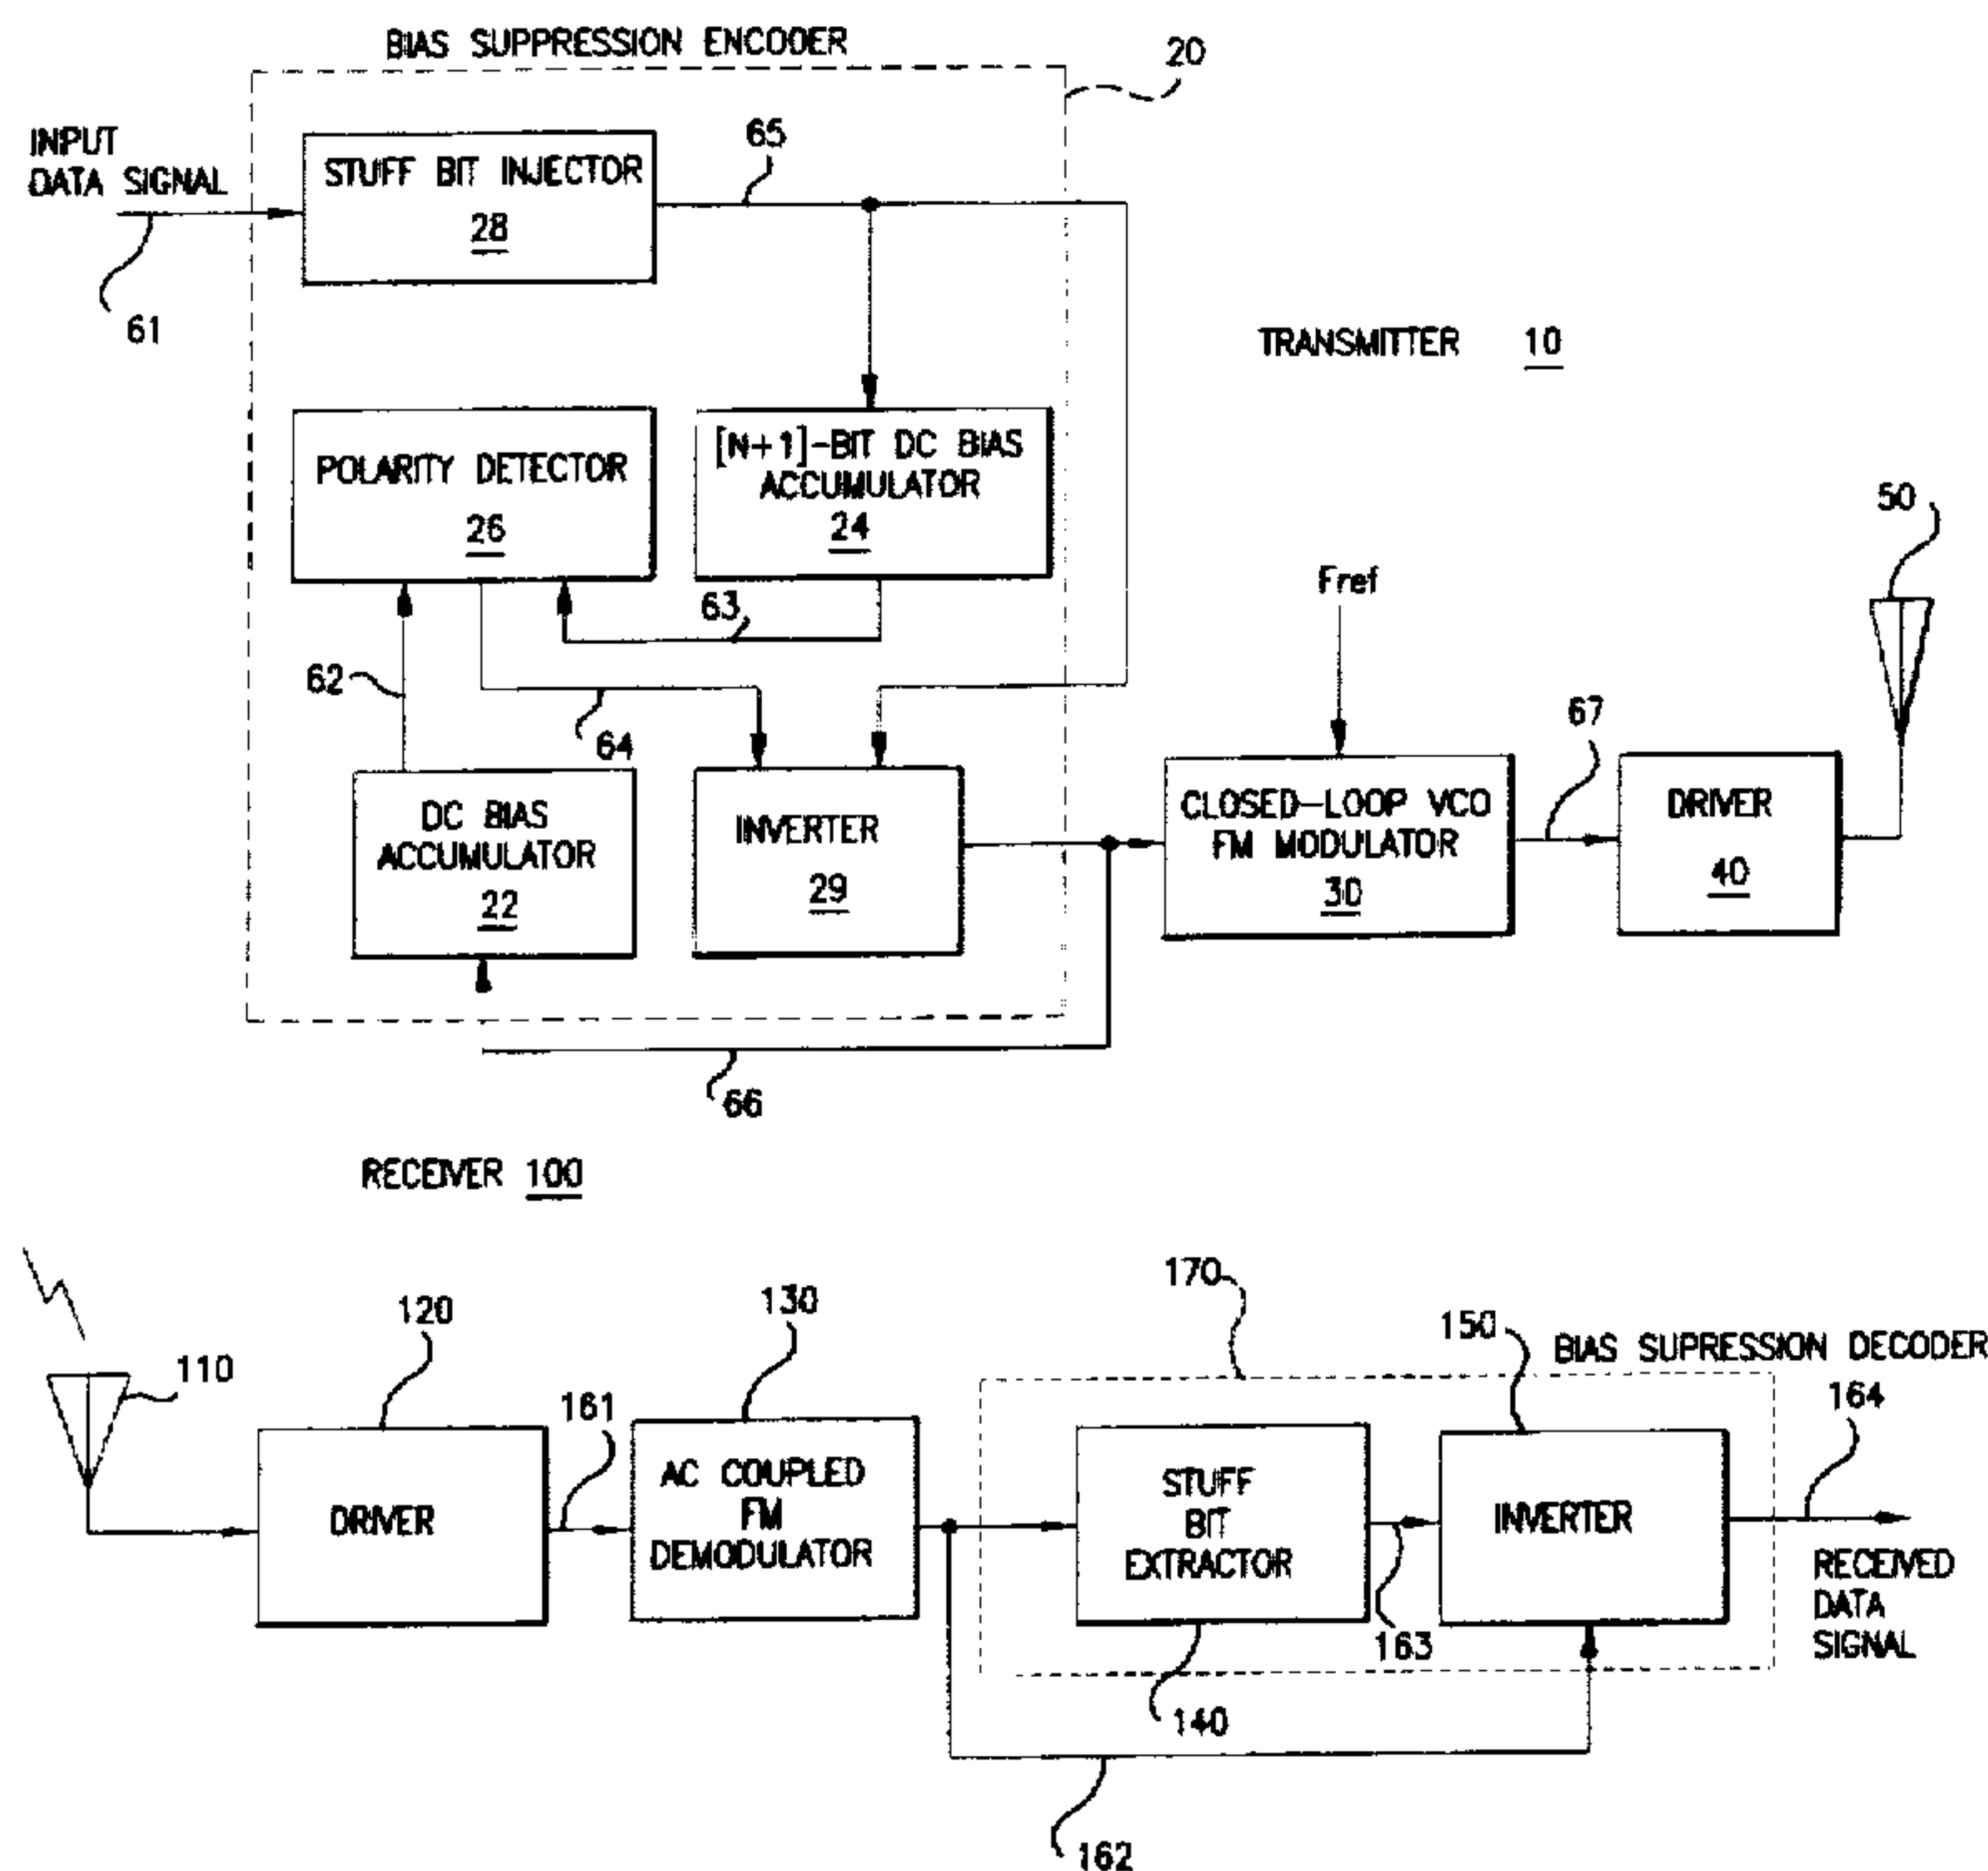 BIAS SUPPRESSION ENCODER
20
INPUT
DATA SIGNAL
61
STUFF BIT INJECTOR
28
65
TRANSMITTER 10
POLARITY DETECTOR
26
[N+1]-BIT DC BIAS
ACCUMULATOR
24
63
62
64
DC BIAS
ACCUMULATOR
22
INVERTER
29
66
Fref
CLOSED-LOOP VCO
FM MODULATOR
30
67
DRIVER
40
50
RECEIVER 100
110
120
DRIVER
161
130
AC COUPLED
FM
DEMODULATOR
170
BIAS SUPRESSION DECODER
STUFF
BIT
EXTRACTOR
140
163
150
INVERTER
164
RECEIVED
DATA
SIGNAL
162